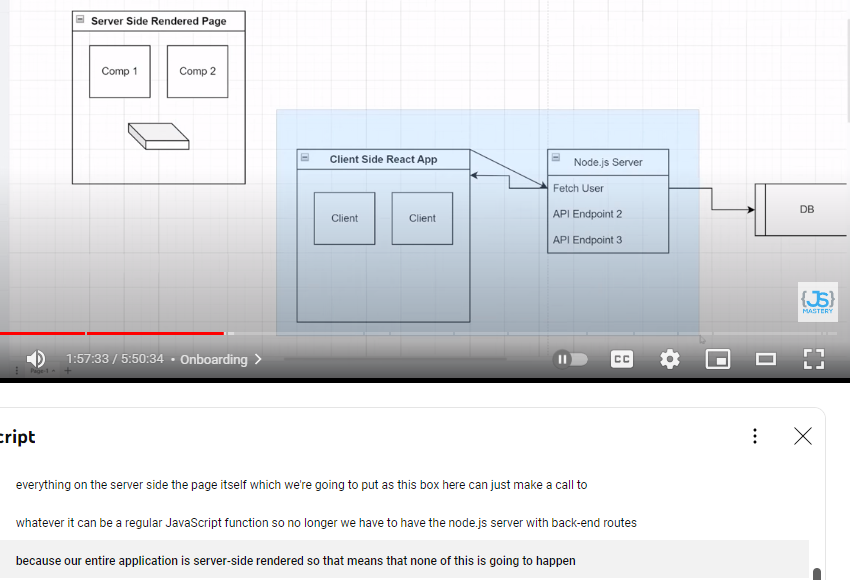 Server Side Rendered Page
Comp 1
Comp 2
Client Side React App
Client
Client
Node.js Server
Fetch User
API Endpoint 2
API Endpoint 3
DB
{JS}
MASTERY
1:57:33 / 5:50:34 • Onboarding >
CC
Page-1
cript
everything on the server side the page itself which we're going to put as this box here can just make a call to
whatever it can be a regular JavaScript function so no longer we have to have the node.js server with back-end routes
because our entire application is server-side rendered so that means that none of this is going to happen